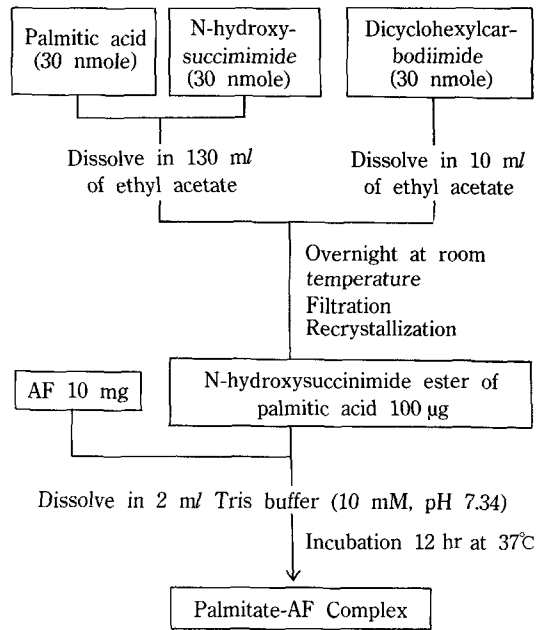 Palmitic acid
(30 nmole)
N-hydroxy-
succimimide
(30 nmole)
Dicyclohexylcar-
bodiimide
(30 nmole)
Dissolve in 130 ml
of ethyl acetate
Dissolve in 10 ml
of ethyl acetate
Overnight at room
temperature
Filtration
Recrystallization
AF 10 mg
N-hydroxysuccinimide ester of
palmitic acid 100 μg
Dissolve in 2 ml Tris buffer (10 mM, pH 7.34)
Incubation 12 hr at 37℃
Palmitate-AF Complex